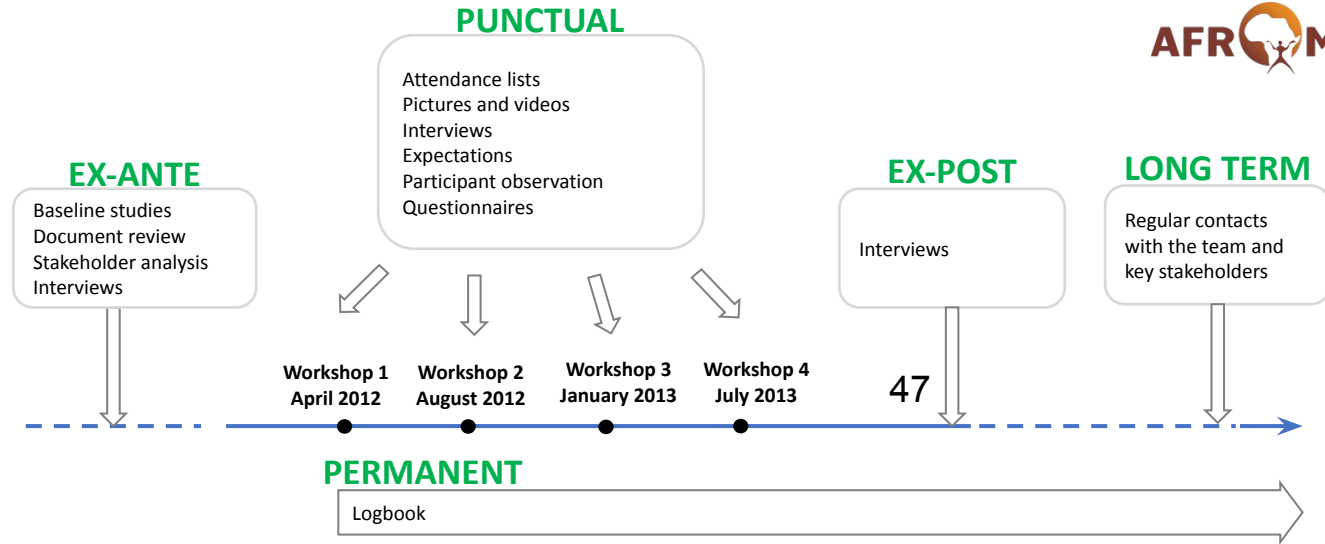 PUNCTUAL
AFR M
Attendance lists
Pictures and videos
Interviews
Expectations
Participant observation
Questionnaires
EX-ANTE
Baseline studies
Document review
Stakeholder analysis
Interviews
EX-POST
Interviews
LONG TERM
Regular contacts
with the team and
key stakeholders
Workshop 1
April 2012
Workshop 2
August 2012
Workshop 3
January 2013
Workshop 4
July 2013
47
PERMANENT
Logbook